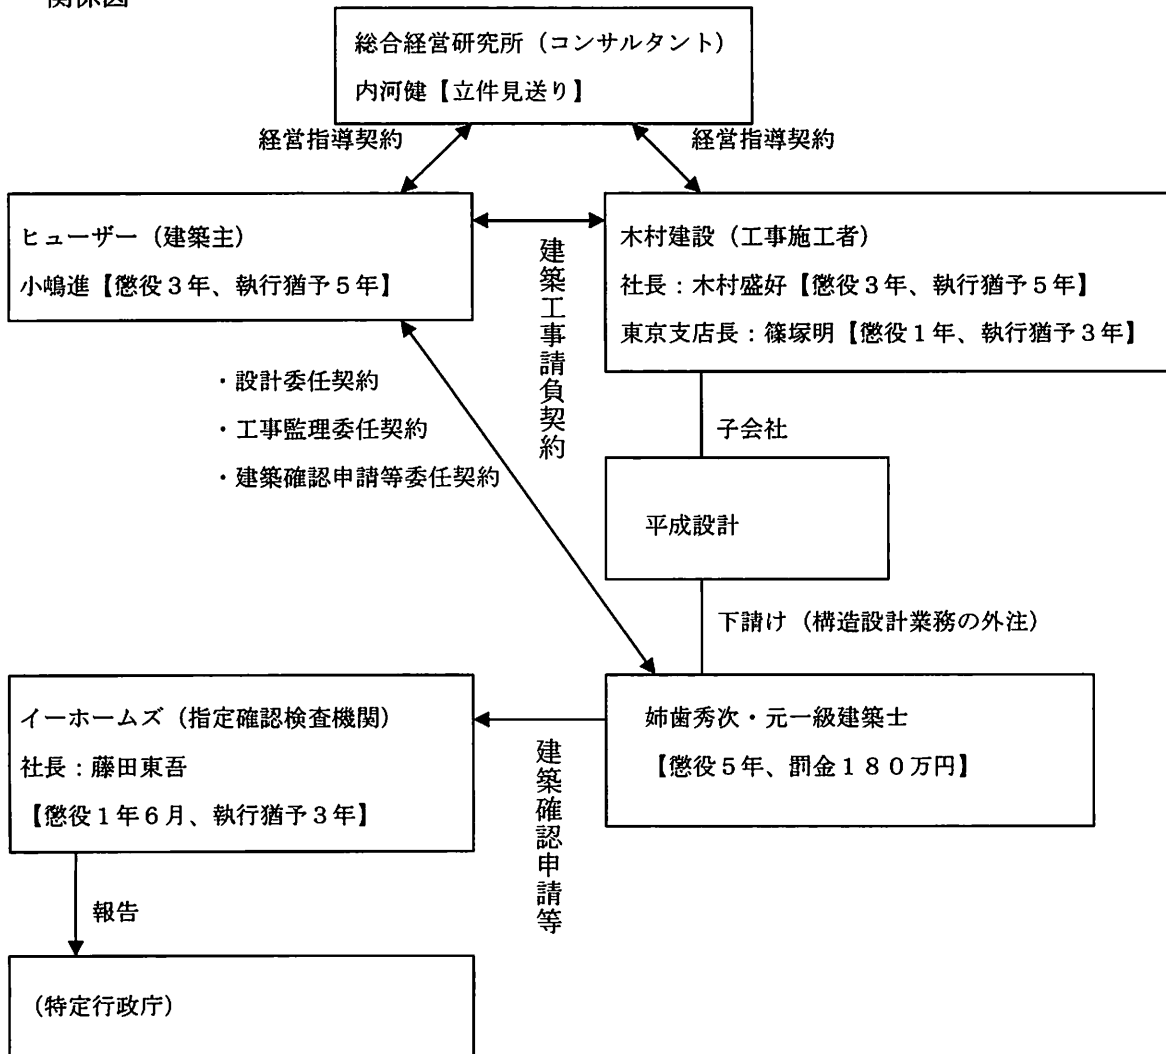 関係図
総合経営研究所（コンサルタント）
内河健【立件見送り】
経営指導契約
経営指導契約
ヒューザー（建築主）
小嶋進【懲役３年、執行猶予５年】
建築工事請負契約
木村建設（工事施工者）
社長：木村盛好【懲役３年、執行猶予５年】
東京支店長：篠塚明【懲役１年、執行猶予３年】
・設計委任契約
・工事監理委任契約
・建築確認申請等委任契約
子会社
平成設計
下請け（構造設計業務の外注）
イーホームズ（指定確認検査機関）
社長：藤田東吾
【懲役１年６月、執行猶予３年】
建築確認申請等
姉歯秀次・元一級建築士
【懲役５年、罰金１８０万円】
報告
（特定行政庁）